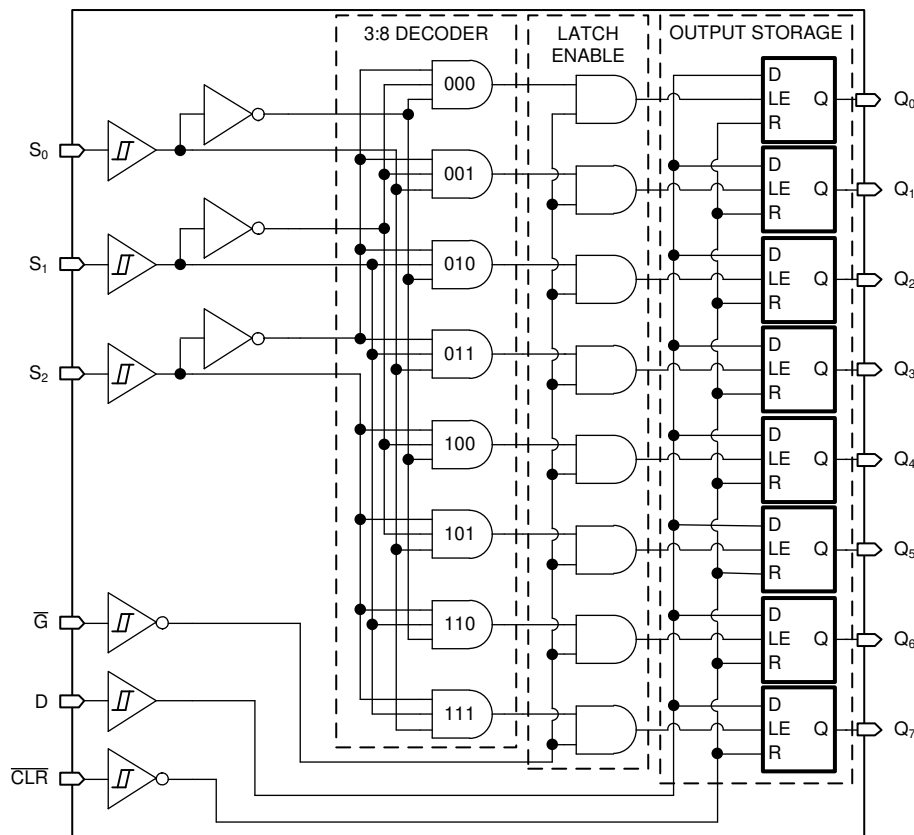 3:8 DECODER
LATCH
ENABLE
OUTPUT STORAGE
S0
S1
S2
G
D
CLR
000
001
010
011
100
101
110
111
D
LE Q
R
Q0
D
LE Q
R
Q1
D
LE Q
R
Q2
D
LE Q
R
Q3
D
LE Q
R
Q4
D
LE Q
R
Q5
D
LE Q
R
Q6
D
LE Q
R
Q7